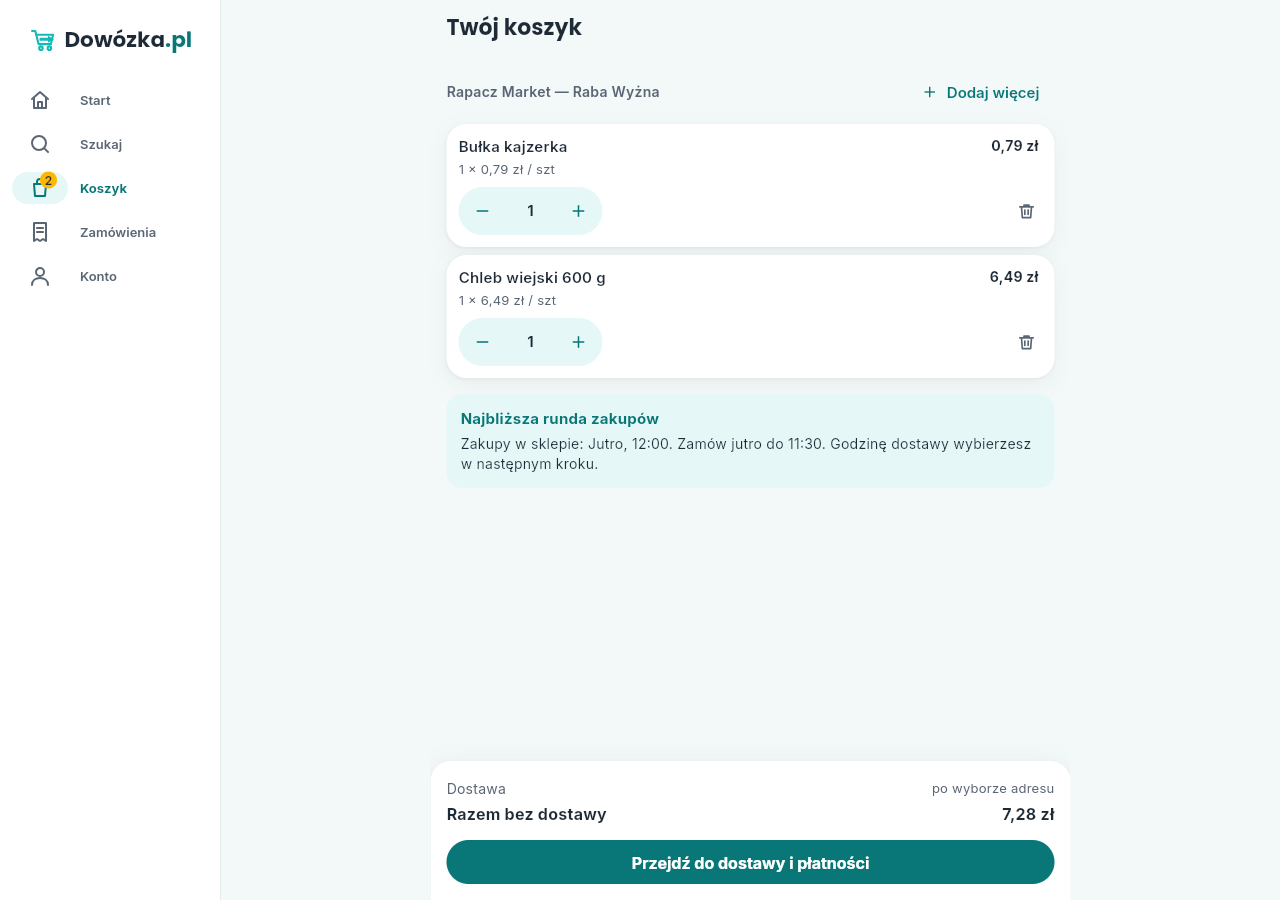 Dowózka.pl
Start
Szukaj
2
Koszyk
Zamówienia
Konto
Twój koszyk
Rapacz Market — Raba Wyżna
+ Dodaj więcej
Bułka kajzerka
0,79 zł
1 × 0,79 zł / szt
− 1 +
Chleb wiejski 600 g
6,49 zł
1 × 6,49 zł / szt
− 1 +
Najbliższa runda zakupów
Zakupy w sklepie: Jutro, 12:00. Zamów jutro do 11:30. Godzinę dostawy wybierzesz
w następnym kroku.
Dostawa
po wyborze adresu
Razem bez dostawy
7,28 zł
Przejdź do dostawy i płatności